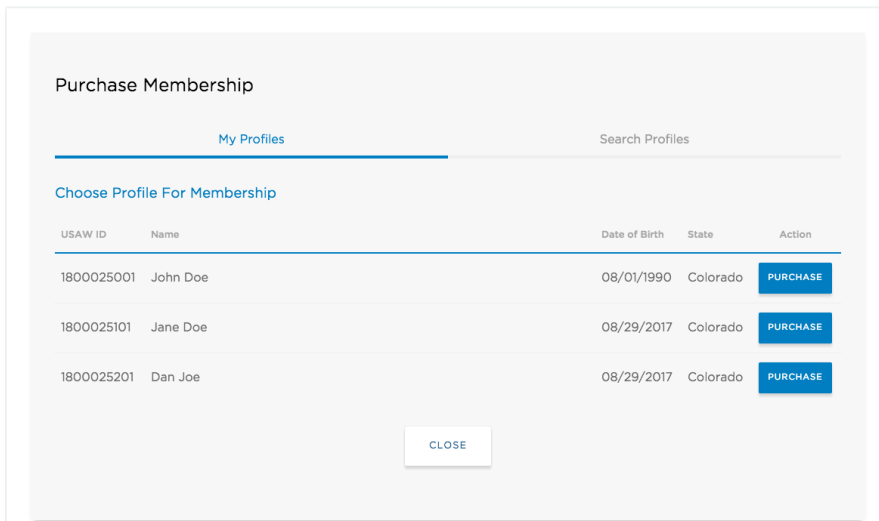 Purchase Membership
My Profiles Search Profiles
Choose Profile For Membership
USAW ID Name Date of Birth State Action
1800025001 John Doe 08/01/1990 Colorado PURCHASE
1800025101 Jane Doe 08/29/2017 Colorado PURCHASE
1800025201 Dan Joe 08/29/2017 Colorado PURCHASE
CLOSE